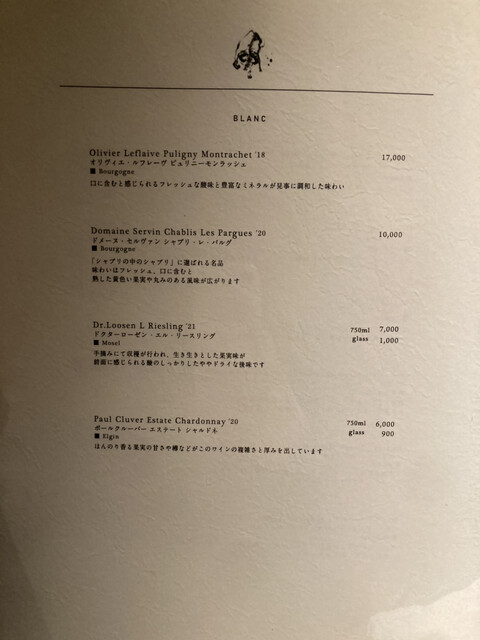 BLANC
Olivier Leflaive Puligny Montrachet '18 17,000
オリヴィエ・ルフレーヴ ピュリニーモンラッシェ
■ Bourgogne
口に含むと感じられるフレッシュな酸味と豊富なミネラルが見事に調和した味わい
Domaine Servin Chablis Les Pargues '20 10,000
ドメーヌ・セルヴァン シャブリ・レ・パルグ
■ Bourgogne
「シャブリの中のシャブリ」に選ばれる名品
味わいはフレッシュ、口に含むと
熟した黄色い果実や丸みのある風味が広がります
Dr.Loosen L Riesling '21 750ml 7,000
ドクターローゼン・エル・リースリング glass 1,000
■ Mosel
手摘みにて収穫が行われ、生き生きとした果実味が
前面に感じられる酸のしっかりしたややドライな後味です
Paul Cluver Estate Chardonnay '20 750ml 6,000
ポールクルーバー エステート シャルドネ glass 900
■ Elgin
ほんのり香る果実の甘さや樽などがこのワインの複雑さと厚みを出しています